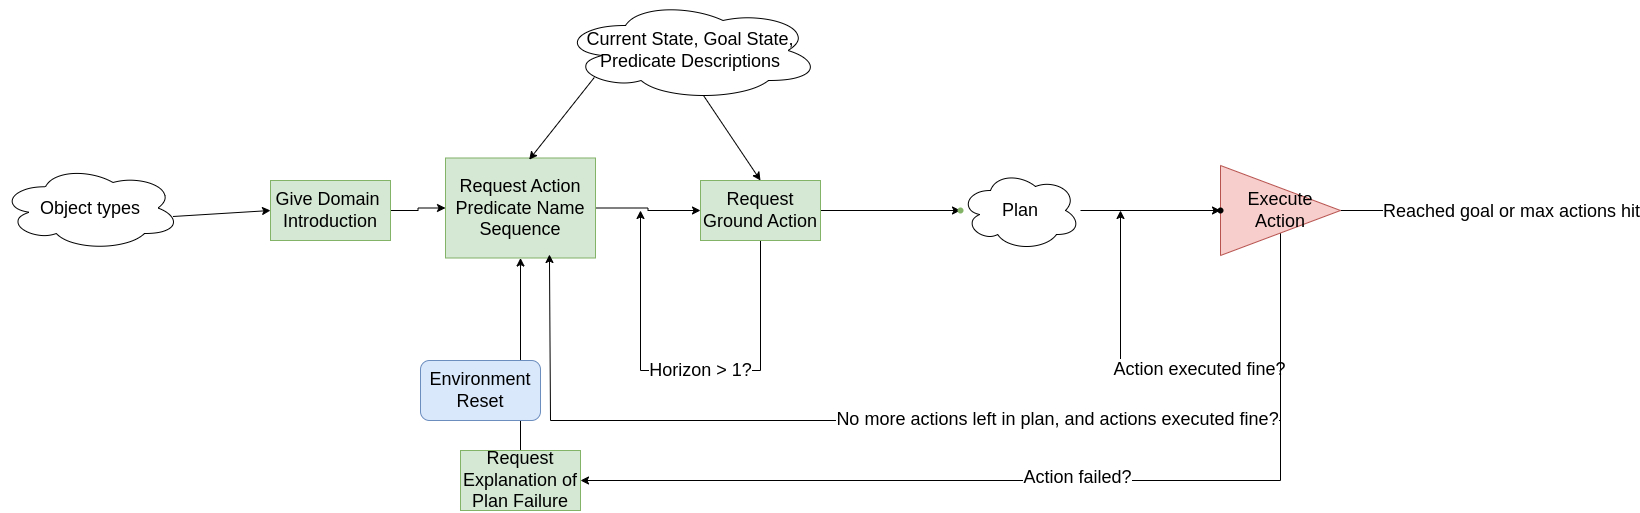 Current State, Goal State,
Predicate Descriptions
Object types
Give Domain
Introduction
Request Action
Predicate Name
Sequence
Request
Ground Action
Plan
Execute
Action
Reached goal or max actions hit
Horizon > 1?
Action executed fine?
Environment
Reset
No more actions left in plan, and actions executed fine?
Request
Explanation of
Plan Failure
Action failed?